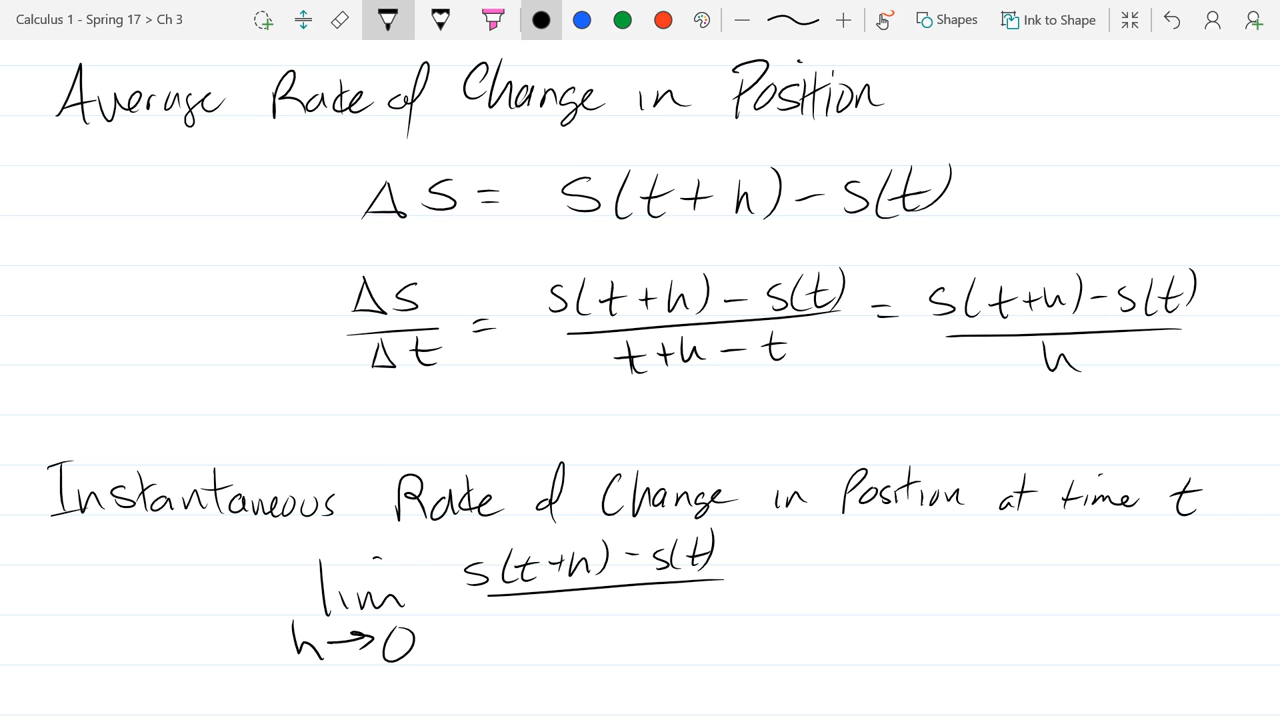 Calculus 1 - Spring 17 > Ch 3 Shapes Ink to Shape
Average Rate of Change in Position
Δs = s(t+h) - s(t)
Δs/Δt = (s(t+h) - s(t))/(t+h - t) = (s(t+h) - s(t))/h
Instantaneous Rate of Change in Position at time t
lim h→0 s(t+h) - s(t)